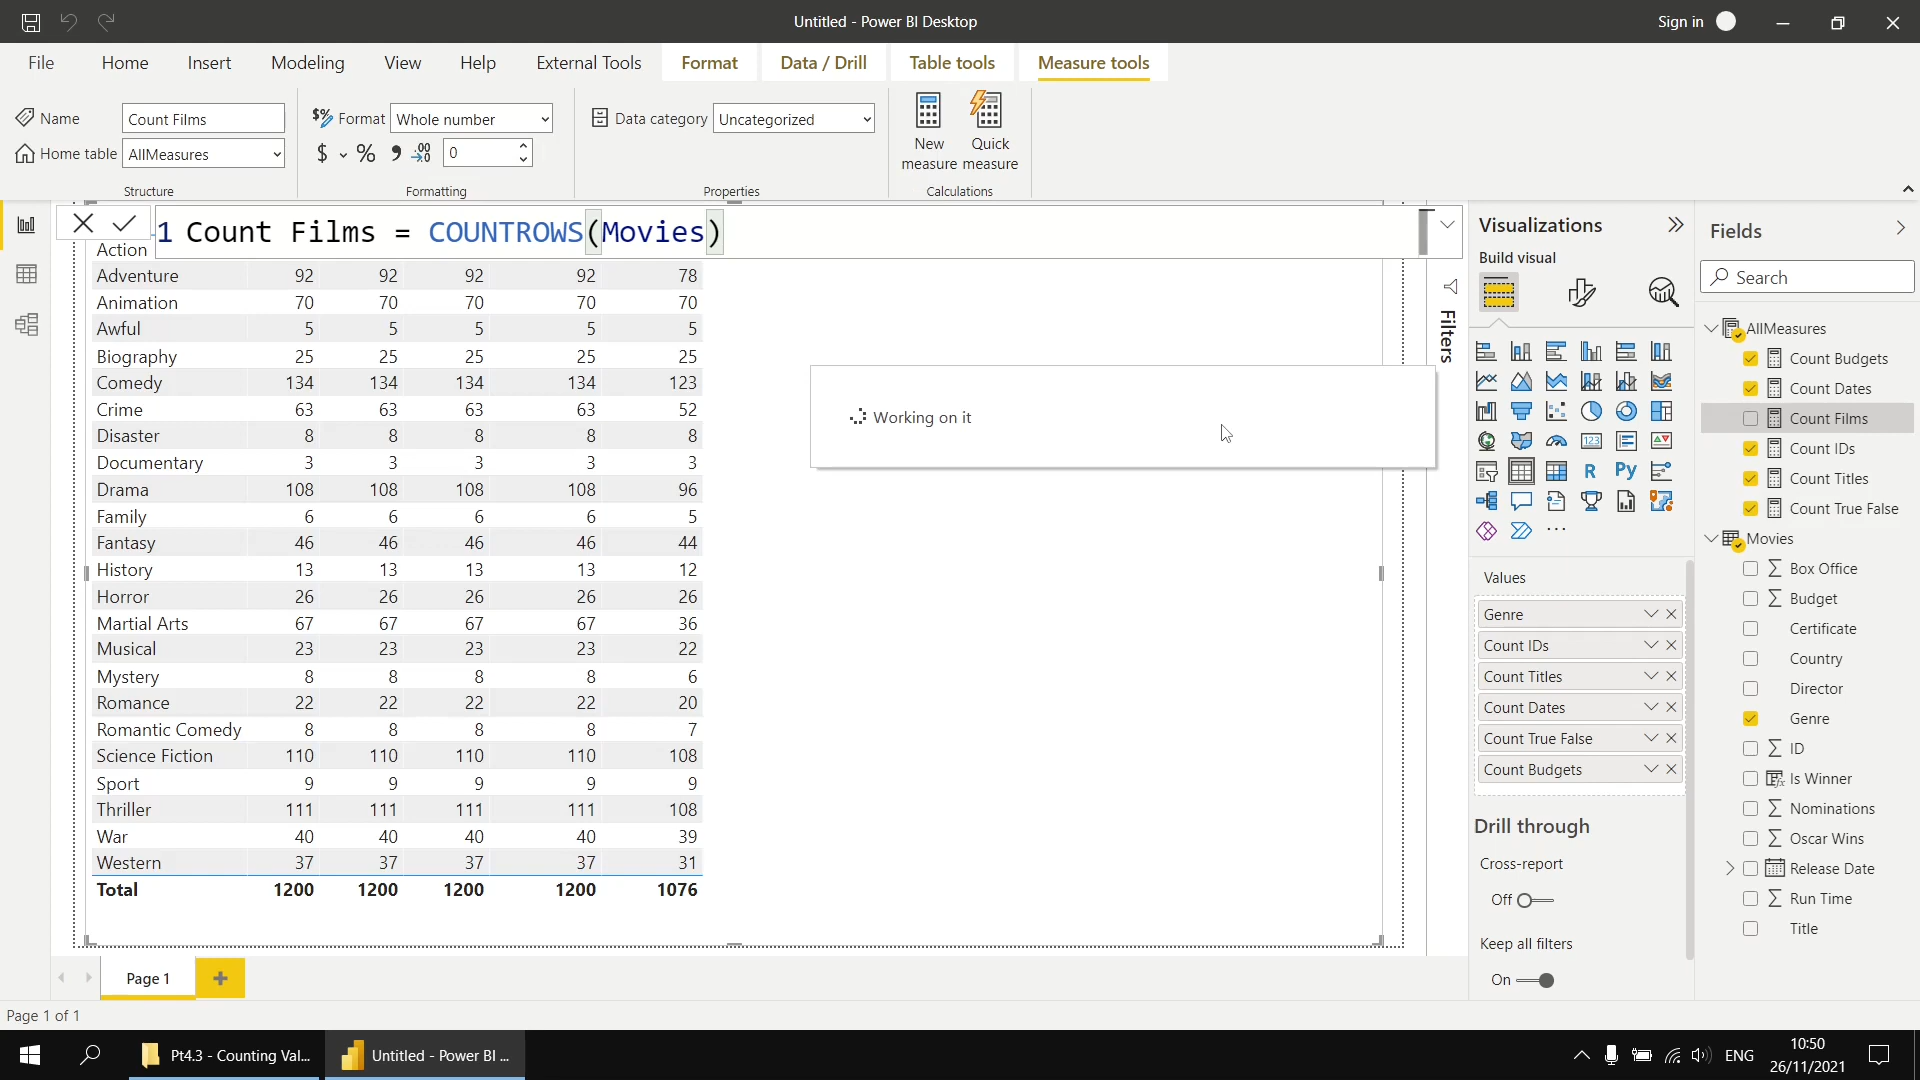 Untitled - Power BI Desktop
Sign in
File Home Insert Modeling View Help External Tools Format Data / Drill Table tools Measure tools
Name Count Films
Home table AllMeasures
Structure
Format Whole number
$ % , .00 0
Formatting
Data category Uncategorized
Properties
New measure
Quick measure
Calculations
1 Count Films = COUNTROWS(Movies)
Action
Adventure 92 92 92 92 78
Animation 70 70 70 70 70
Awful 5 5 5 5 5
Biography 25 25 25 25 25
Comedy 134 134 134 134 123
Crime 63 63 63 63 52
Disaster 8 8 8 8 8
Documentary 3 3 3 3 3
Drama 108 108 108 108 96
Family 6 6 6 6 5
Fantasy 46 46 46 46 44
History 13 13 13 13 12
Horror 26 26 26 26 26
Martial Arts 67 67 67 67 36
Musical 23 23 23 23 22
Mystery 8 8 8 8 6
Romance 22 22 22 22 20
Romantic Comedy 8 8 8 8 7
Science Fiction 110 110 110 110 108
Sport 9 9 9 9 9
Thriller 111 111 111 111 108
War 40 40 40 40 39
Western 37 37 37 37 31
Total 1200 1200 1200 1200 1076
Working on it
Filters
Visualizations
Build visual
123
R
Py
Values
Genre
Count IDs
Count Titles
Count Dates
Count True False
Count Budgets
Drill through
Cross-report
Off
Keep all filters
On
Fields
Search
AllMeasures
Count Budgets
Count Dates
Count Films
Count IDs
Count Titles
Count True False
Movies
Box Office
Budget
Certificate
Country
Director
Genre
ID
Is Winner
Nominations
Oscar Wins
Release Date
Run Time
Title
Page 1
Page 1 of 1
Pt4.3 - Counting Val...
Untitled - Power BI ...
ENG
10:50
26/11/2021